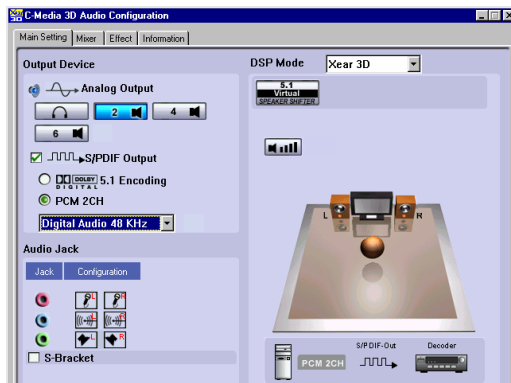 C-Media 3D Audio Configuration
Main Setting Mixer Effect Information
Output Device
Analog Output
2 4
6
S/PDIF Output
DOLBY DIGITAL 5.1 Encoding
PCM 2CH
Digital Audio 48 KHz
Audio Jack
Jack Configuration
L R
L R
L R
S-Bracket
DSP Mode Xear 3D
5.1
Virtual
SPEAKER SHIFTER
L R
S/PDIF-Out Decoder
PCM 2CH